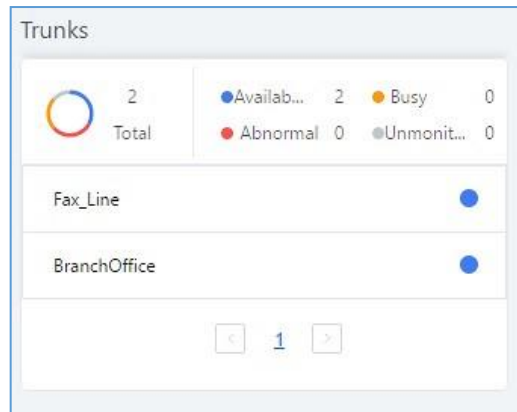 Trunks
2 Availab... 2 Busy 0
Total Abnormal 0 Unmonit... 0
Fax_Line
BranchOffice
< 1 >